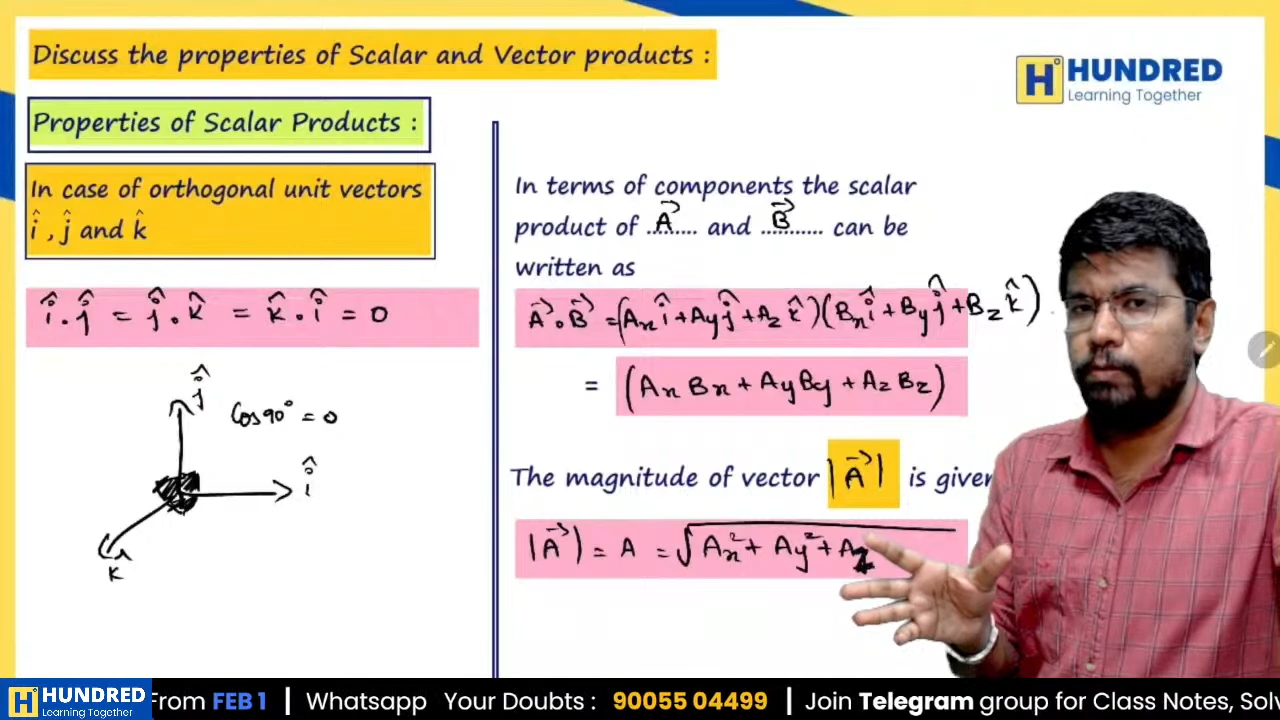 Discuss the properties of Scalar and Vector products :
HUNDRED
Learning Together
Properties of Scalar Products :
In case of orthogonal unit vectors
î , ĵ and k̂
î . ĵ = ĵ . k̂ = k̂ . î = 0
ĵ
Cos 90° = 0
î
k̂
In terms of components the scalar
product of ..A⃗.... and ..B⃗....... can be
written as
A⃗ . B⃗ = (Axî + Ayĵ + Azk̂)(Bxî + Byĵ + Bzk̂)
= (AxBx + AyBy + AzBz)
The magnitude of vector |A⃗| is given
|A⃗| = A = √Ax² + Ay² + Az
HUNDRED
Learning Together
From FEB 1 | Whatsapp Your Doubts : 90055 04499 | Join Telegram group for Class Notes, Solv